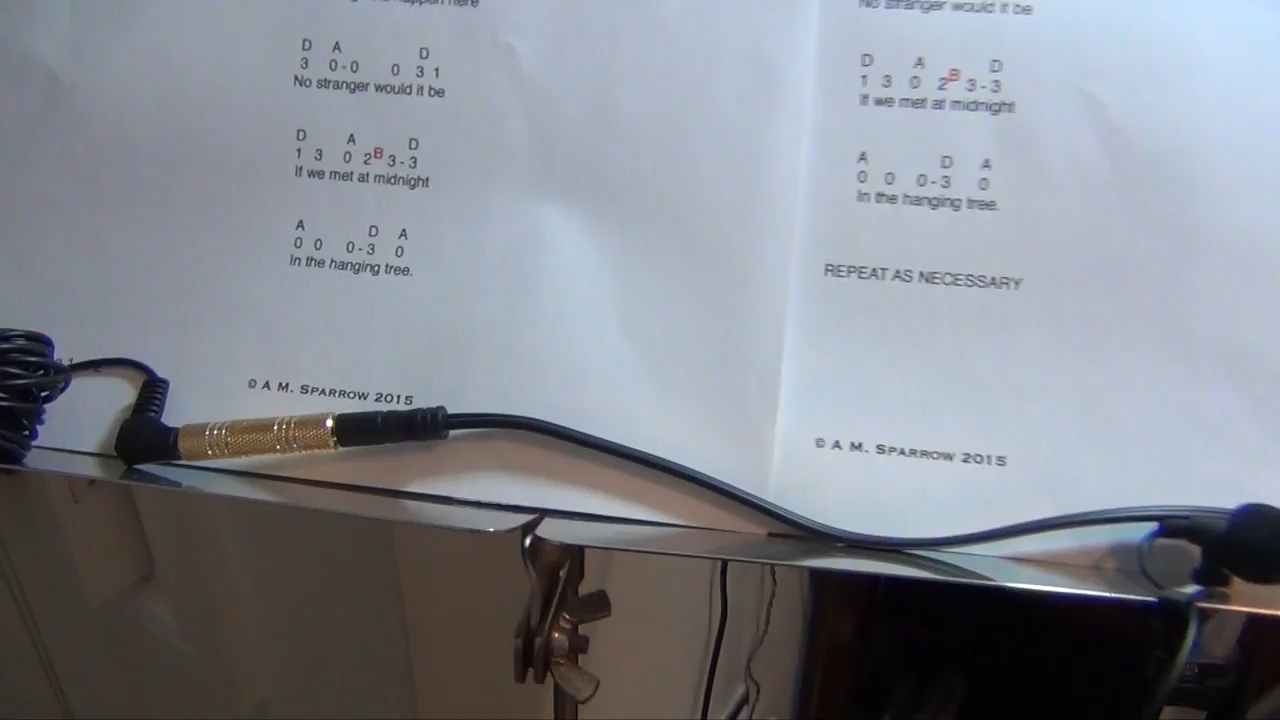 happen here
D A D
3 0-0 0 3 1
No stranger would it be
D A D
1 3 0 2B 3-3
If we met at midnight
A D A
0 0 0-3 0
In the hanging tree.
© A M. SPARROW 2015
No stranger would it be
D A D
1 3 0 2B 3-3
If we met at midnight
A D A
0 0 0-3 0
In the hanging tree.
REPEAT AS NECESSARY
© A M. SPARROW 2015